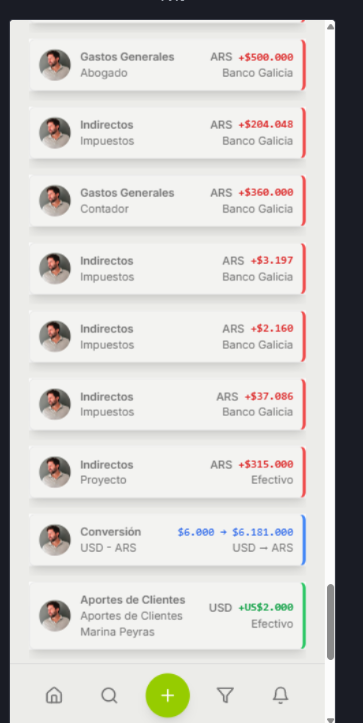 Gastos Generales ARS +$500.000
Abogado Banco Galicia
Indirectos ARS +$204.048
Impuestos Banco Galicia
Gastos Generales ARS +$360.000
Contador Banco Galicia
Indirectos ARS +$3.197
Impuestos Banco Galicia
Indirectos ARS +$2.160
Impuestos Banco Galicia
Indirectos ARS +$37.086
Impuestos Banco Galicia
Indirectos ARS +$315.000
Proyecto Efectivo
Conversión $6.000 → $6.181.000
USD - ARS USD → ARS
Aportes de Clientes USD +US$2.000
Aportes de Clientes Efectivo
Marina Peyras